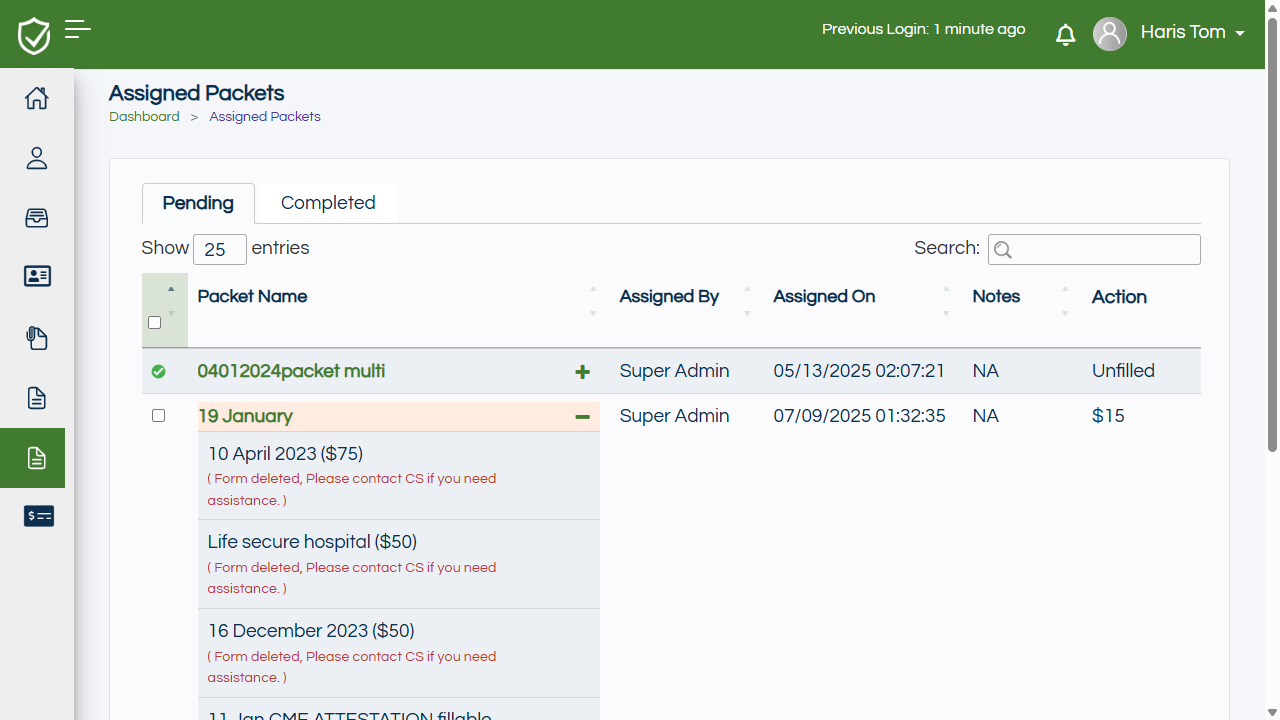 Previous Login: 1 minute ago
Haris Tom
Assigned Packets
Dashboard > Assigned Packets
Pending Completed
Show 25 entries Search:
Packet Name Assigned By Assigned On Notes Action
04012024packet multi Super Admin 05/13/2025 02:07:21 NA Unfilled
19 January Super Admin 07/09/2025 01:32:35 NA $15
10 April 2023 ($75)
( Form deleted, Please contact CS if you need
assistance. )
Life secure hospital ($50)
( Form deleted, Please contact CS if you need
assistance. )
16 December 2023 ($50)
( Form deleted, Please contact CS if you need
assistance. )
11 Jan CME ATTESTATION fillable